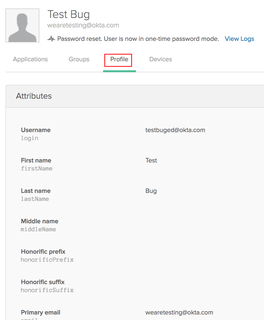 Test Bug
wearetesting@okta.com
Password reset. User is now in one-time password mode. View Logs
Applications Groups Profile Devices
Attributes
Username testbuged@okta.com
login
First name Test
firstName
Last name Bug
lastName
Middle name
middleName
Honorific prefix
honorificPrefix
Honorific suffix
honorificSuffix
Primary email wearetesting@okta.com